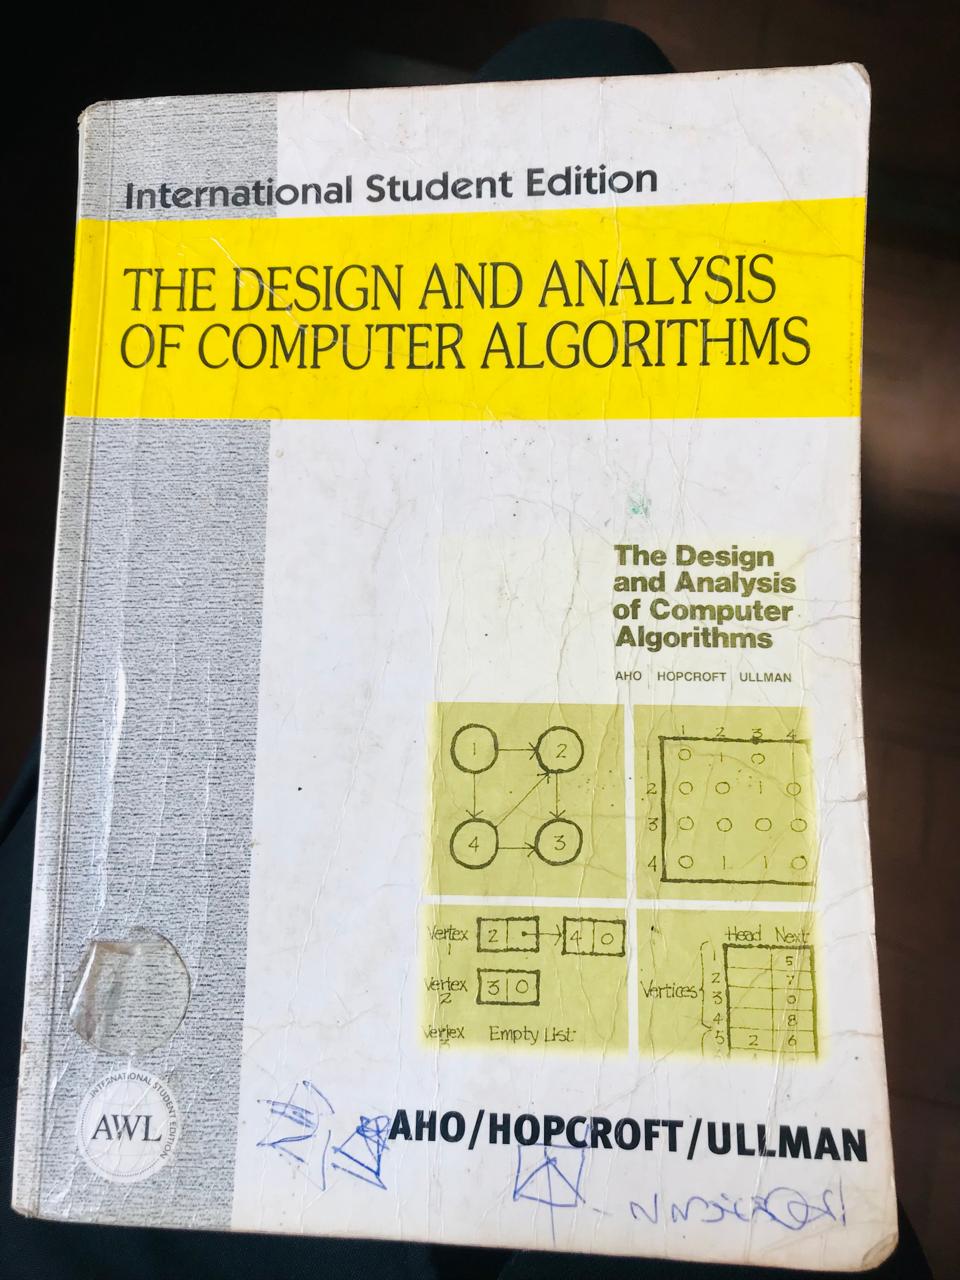 International Student Edition
THE DESIGN AND ANALYSIS
OF COMPUTER ALGORITHMS
The Design
and Analysis
of Computer
Algorithms
AHO HOPCROFT ULLMAN
1 2
4 3
1 2 3 4
0 1 0
2 0 0 1 0
3 0 0 0 0
4 0 1 1 0
Vertex 2 4 0
1
Vertex 3 0
2
Vertex Empty List
Head Next
1 5
2 7
Vertices 3 0
4 8
5 2 6
INTERNATIONAL STUDENT EDITION
AWL
AHO/HOPCROFT/ULLMAN